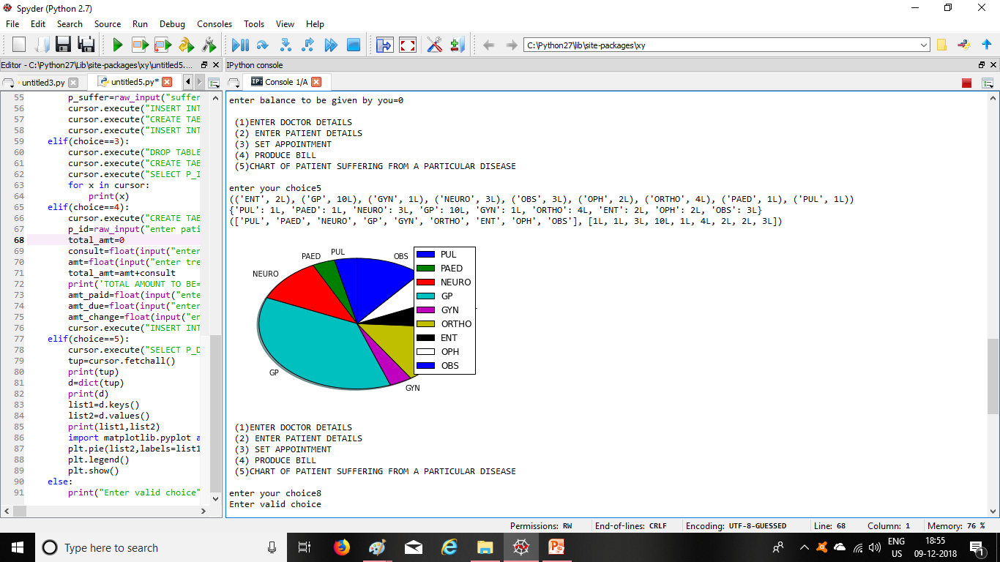 Spyder (Python 2.7)
File Edit Search Source Run Debug Consoles Tools View Help
C:\Python27\lib\site-packages\xy
Editor - C:\Python27\Lib\site-packages\xy\untitled5....
untitled3.py
untitled5.py*
55 p_suffer=raw_input("suffer
56 cursor.execute("INSERT INT
57 cursor.execute("CREATE TAB
58 cursor.execute("INSERT INT
59 elif(choice==3):
60 cursor.execute("DROP TABLE
61 cursor.execute("CREATE TAB
62 cursor.execute("SELECT P_I
63 for x in cursor:
64 print(x)
65 elif(choice==4):
66 cursor.execute("CREATE TAB
67 p_id=raw_input("enter pati
68 total_amt=0
69 consult=float(input("enter
70 amt=float(input("enter tre
71 total_amt=amt+consult
72 print('TOTAL AMOUNT TO BE=
73 amt_paid=float(input("ente
74 amt_due=float(input("enter
75 amt_change=float(input("en
76 cursor.execute("INSERT INT
77 elif(choice==5):
78 cursor.execute("SELECT P_D
79 tup=cursor.fetchall()
80 print(tup)
81 d=dict(tup)
82 print(d)
83 list1=d.keys()
84 list2=d.values()
85 print(list1,list2)
86 import matplotlib.pyplot a
87 plt.pie(list2,labels=list1
88 plt.legend()
89 plt.show()
90 else:
91 print("Enter valid choice"
IPython console
IP: Console 1/A
enter balance to be given by you=0
(1)ENTER DOCTOR DETAILS
(2) ENTER PATIENT DETAILS
(3) SET APPOINTMENT
(4) PRODUCE BILL
(5)CHART OF PATIENT SUFFERING FROM A PARTICULAR DISEASE
enter your choice5
(('ENT', 2L), ('GP', 10L), ('GYN', 1L), ('NEURO', 3L), ('OBS', 3L), ('OPH', 2L), ('ORTHO', 4L), ('PAED', 1L), ('PUL', 1L))
{'PUL': 1L, 'PAED': 1L, 'NEURO': 3L, 'GP': 10L, 'GYN': 1L, 'ORTHO': 4L, 'ENT': 2L, 'OPH': 2L, 'OBS': 3L}
(['PUL', 'PAED', 'NEURO', 'GP', 'GYN', 'ORTHO', 'ENT', 'OPH', 'OBS'], [1L, 1L, 3L, 10L, 1L, 4L, 2L, 2L, 3L])
PUL
PAED
NEURO
GP
GYN
OBS
PUL
PAED
NEURO
GP
GYN
ORTHO
ENT
OPH
OBS
(1)ENTER DOCTOR DETAILS
(2) ENTER PATIENT DETAILS
(3) SET APPOINTMENT
(4) PRODUCE BILL
(5)CHART OF PATIENT SUFFERING FROM A PARTICULAR DISEASE
enter your choice8
Enter valid choice
Permissions: RW End-of-lines: CRLF Encoding: UTF-8-GUESSED Line: 68 Column: 1 Memory: 76 %
Type here to search
ENG
US
18:55
09-12-2018
1